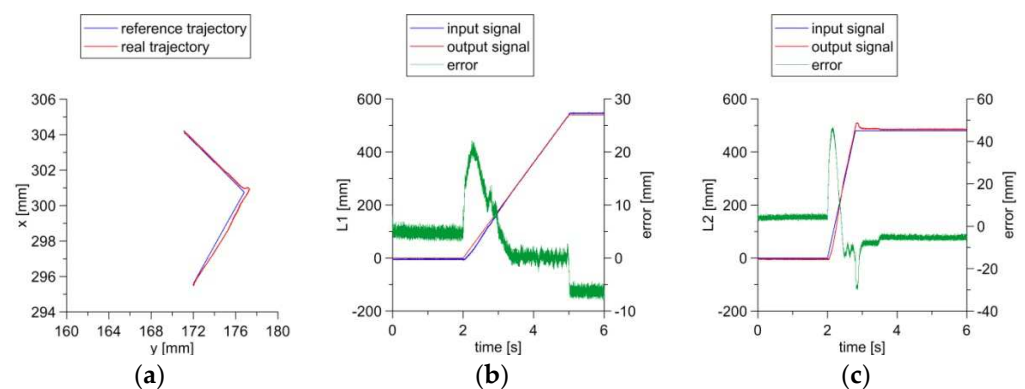 reference trajectory
real trajectory
306
304
302
300
298
296
294
x [mm]
160
164
168
172
176
180
y [mm]
(a)
input signal
output signal
error
600
400
200
0
-200
L1 [mm]
30
20
10
0
-10
error [mm]
0
2
4
6
time [s]
(b)
input signal
output signal
error
600
400
200
0
-200
L2 [mm]
60
40
20
0
-20
-40
error [mm]
0
2
4
6
time [s]
(c)